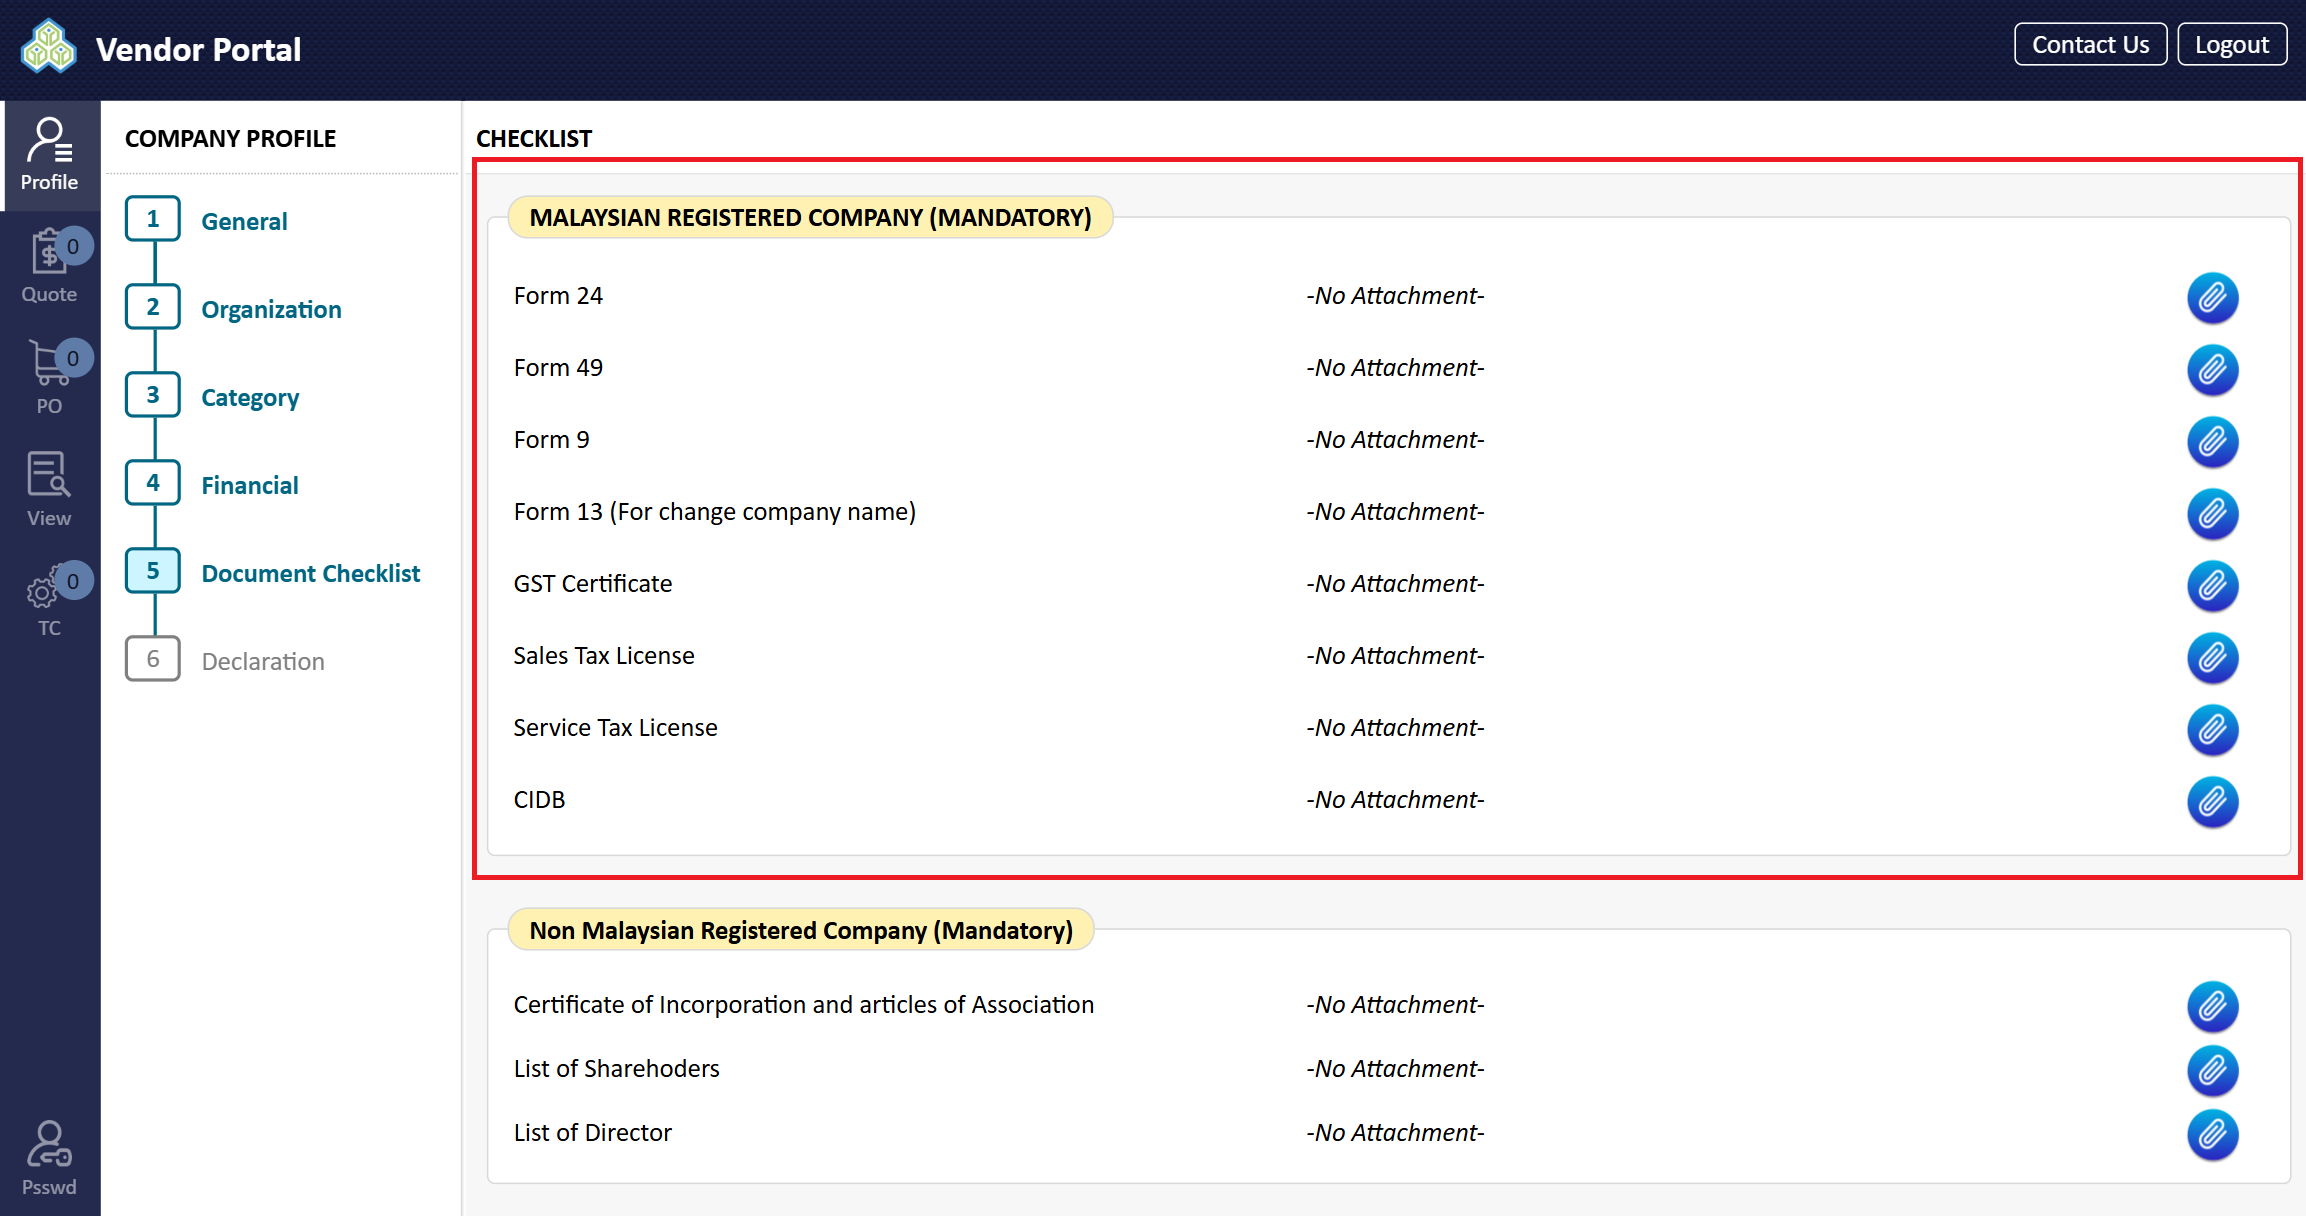 Vendor Portal
Contact Us
Logout
Profile
0
Quote
0
PO
View
0
TC
Psswd
COMPANY PROFILE
1 General
2 Organization
3 Category
4 Financial
5 Document Checklist
6 Declaration
CHECKLIST
MALAYSIAN REGISTERED COMPANY (MANDATORY)
Form 24 -No Attachment-
Form 49 -No Attachment-
Form 9 -No Attachment-
Form 13 (For change company name) -No Attachment-
GST Certificate -No Attachment-
Sales Tax License -No Attachment-
Service Tax License -No Attachment-
CIDB -No Attachment-
Non Malaysian Registered Company (Mandatory)
Certificate of Incorporation and articles of Association -No Attachment-
List of Sharehoders -No Attachment-
List of Director -No Attachment-